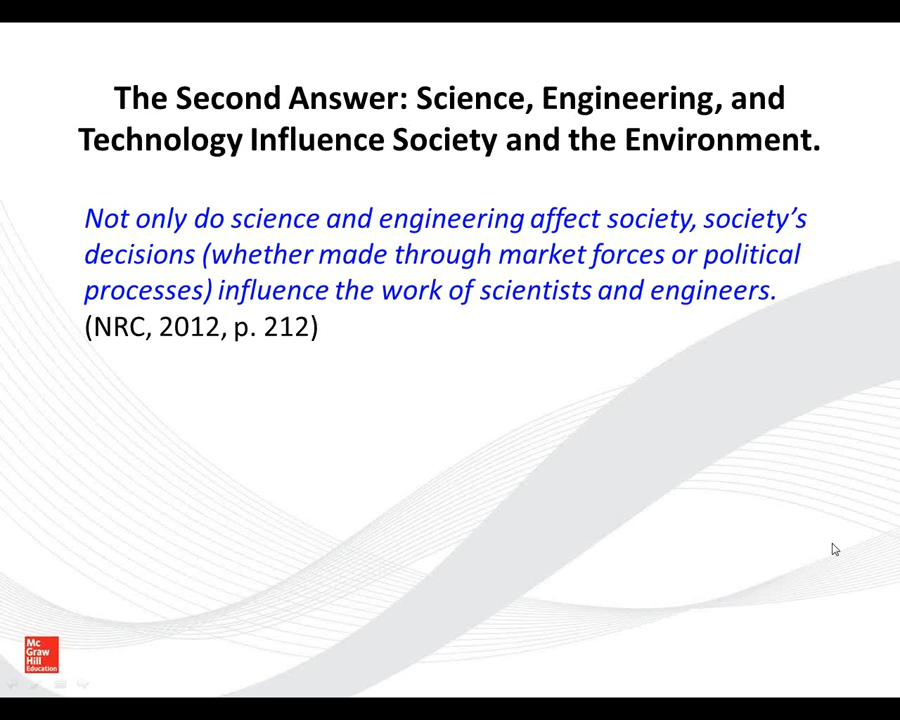 The Second Answer: Science, Engineering, and
Technology Influence Society and the Environment.
Not only do science and engineering affect society, society’s
decisions (whether made through market forces or political
processes) influence the work of scientists and engineers.
(NRC, 2012, p. 212)
Mc
Graw
Hill
Education